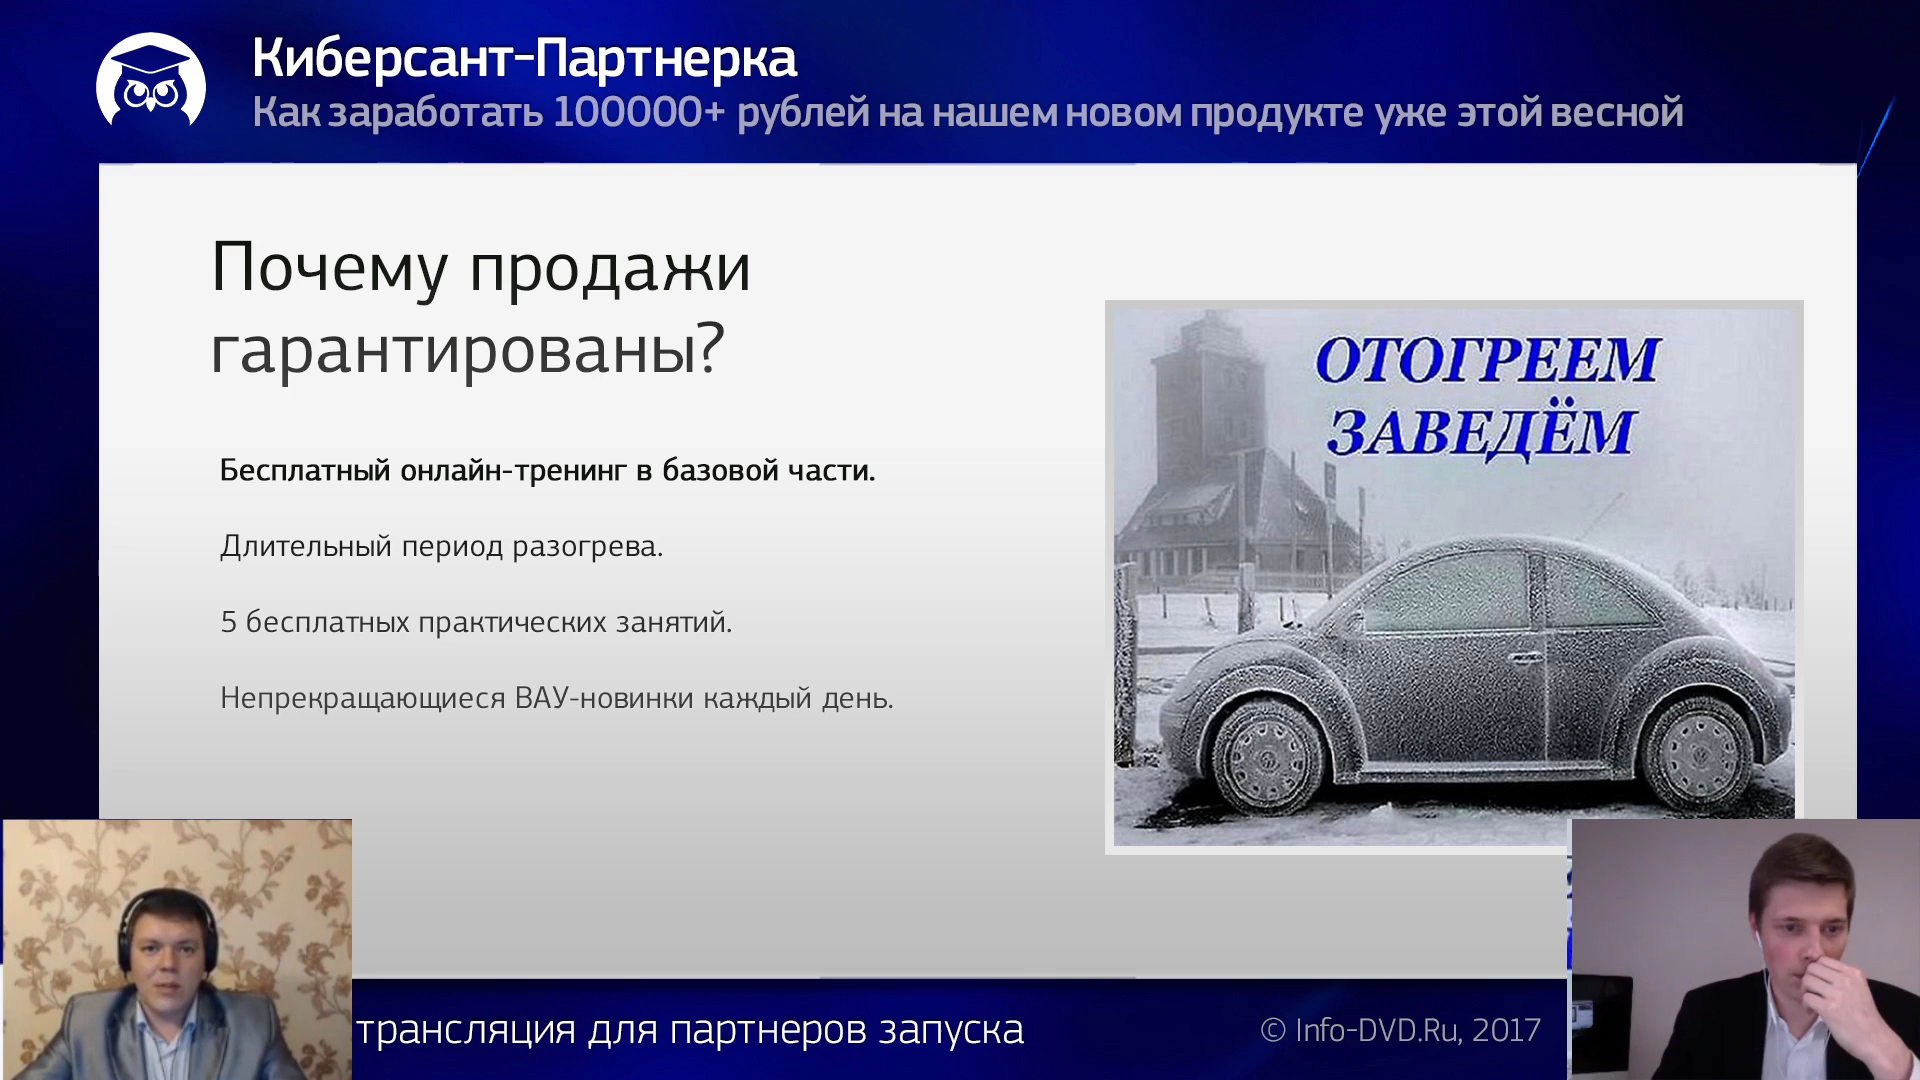 Киберсант-Партнерка
Как заработать 100000+ рублей на нашем новом продукте уже этой весной
Почему продажи
гарантированы?
Бесплатный онлайн-тренинг в базовой части.
Длительный период разогрева.
5 бесплатных практических занятий.
Непрекращающиеся ВАУ-новинки каждый день.
ОТОГРЕЕМ
ЗАВЕДЁМ
трансляция для партнеров запуска
© Info-DVD.Ru, 2017